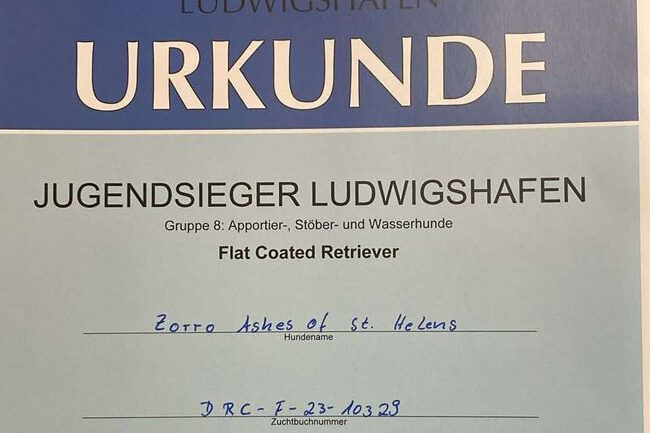 LUDWIGSHAFEN
URKUNDE
JUGENDSIEGER LUDWIGSHAFEN
Gruppe 8: Apportier-, Stöber- und Wasserhunde
Flat Coated Retriever
Zorro Ashes of St. Helens
Hundename
DRC-F-23-10329
Zuchtbuchnummer